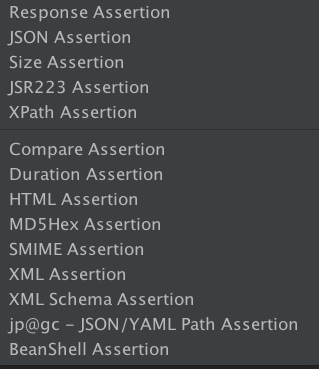 Response Assertion
JSON Assertion
Size Assertion
JSR223 Assertion
XPath Assertion
Compare Assertion
Duration Assertion
HTML Assertion
MD5Hex Assertion
SMIME Assertion
XML Assertion
XML Schema Assertion
jp@gc - JSON/YAML Path Assertion
BeanShell Assertion